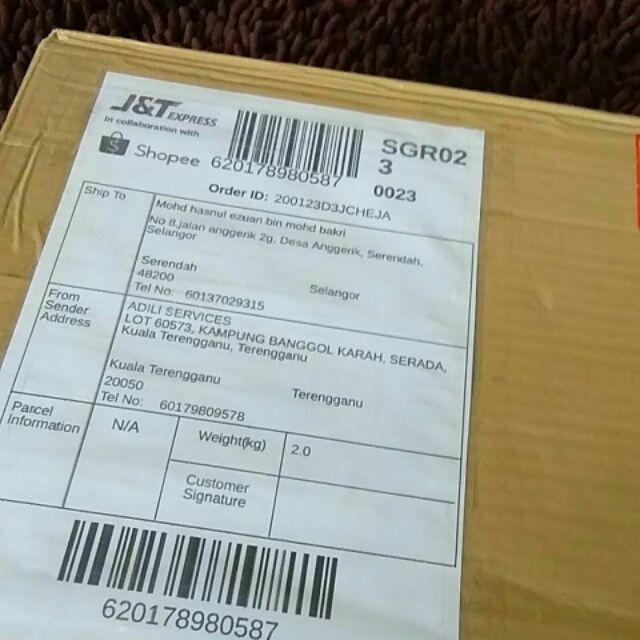 J&T EXPRESS
In collaboration with
Shopee
620178980587
SGR02
3
0023
Order ID: 200123D3JCHEJA
Ship To
Mohd hasnul ezuan bin mohd bakri
No 8,jalan anggerik 2g, Desa Anggerik, Serendah,
Selangor
Serendah
48200
Selangor
Tel No: 60137029315
From
Sender
Address
ADILI SERVICES
LOT 60573, KAMPUNG BANGGOL KARAH, SERADA,
Kuala Terengganu, Terengganu
Kuala Terengganu
20050
Terengganu
Tel No: 60179809578
Parcel
Information
N/A
Weight(kg)
2.0
Customer
Signature
620178980587